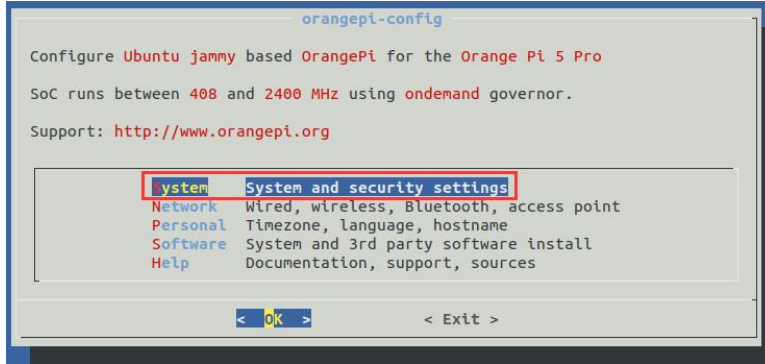 orangepi-config
Configure Ubuntu jammy based OrangePi for the Orange Pi 5 Pro
SoC runs between 408 and 2400 MHz using ondemand governor.
Support: http://www.orangepi.org
System System and security settings
Network Wired, wireless, Bluetooth, access point
Personal Timezone, language, hostname
Software System and 3rd party software install
Help Documentation, support, sources
< OK > < Exit >